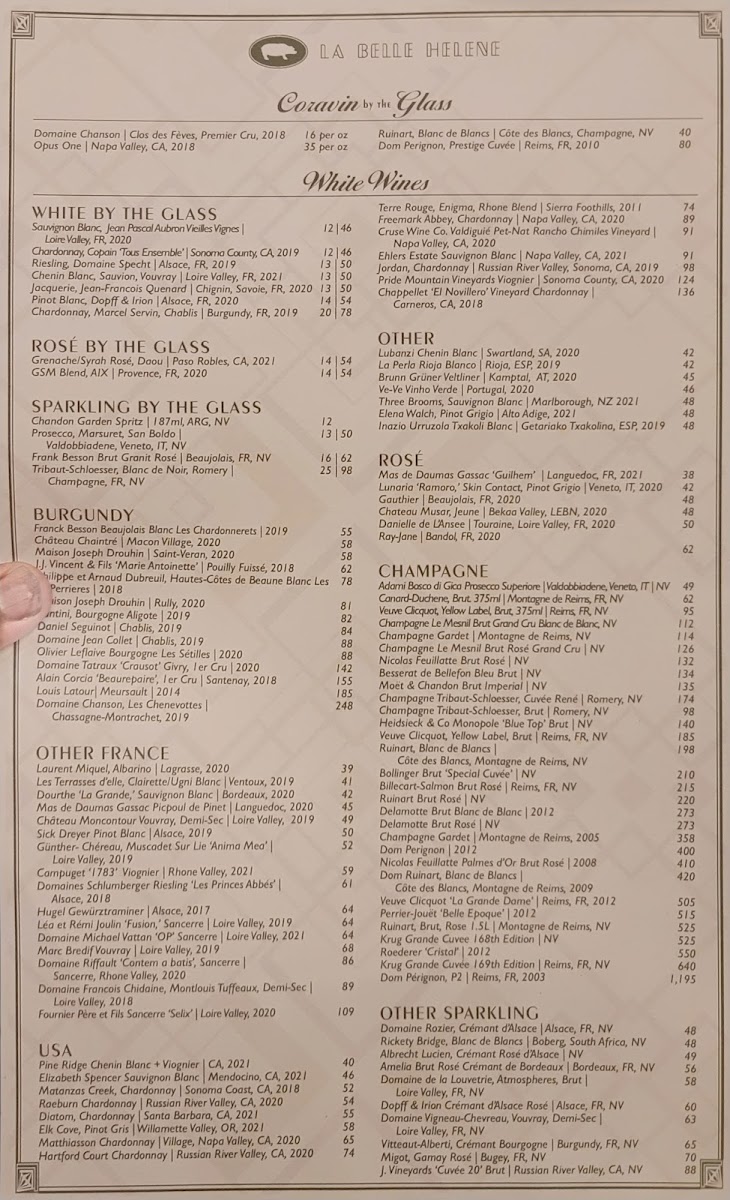 LA BELLE HELENE
Coravin BY THE Glass
Domaine Chanson | Clos des Fèves, Premier Cru, 2018 16 per oz
Opus One | Napa Valley, CA, 2018 35 per oz
Ruinart, Blanc de Blancs | Côte des Blancs, Champagne, NV 40
Dom Perignon, Prestige Cuvée | Reims, FR, 2010 80
White Wines
WHITE BY THE GLASS
Sauvignon Blanc, Jean Pascal Aubron Vieilles Vignes | 12 | 46
Loire Valley, FR, 2020
Chardonnay, Copain 'Tous Ensemble' | Sonoma County, CA, 2019 12 | 46
Riesling, Domaine Specht | Alsace, FR, 2019 13 | 50
Chenin Blanc, Sauvion, Vouvray | Loire Valley, FR, 2021 13 | 50
Jacquerie, Jean-Francois Quenard | Chignin, Savoie, FR, 2020 13 | 50
Pinot Blanc, Dopff & Irion | Alsace, FR, 2020 14 | 54
Chardonnay, Marcel Servin, Chablis | Burgundy, FR, 2019 20 | 78
ROSÉ BY THE GLASS
Grenache/Syrah Rosé, Daou | Paso Robles, CA, 2021 14 | 54
GSM Blend, AIX | Provence, FR, 2020 14 | 54
SPARKLING BY THE GLASS
Chandon Garden Spritz | 187ml, ARG, NV 12
Prosecco, Marsuret, San Boldo | 13 | 50
Valdobbiadene, Veneto, IT, NV
Frank Besson Brut Granit Rosé | Beaujolais, FR, NV 16 | 62
Tribaut-Schloesser, Blanc de Noir, Romery | 25 | 98
Champagne, FR, NV
BURGUNDY
Franck Besson Beaujolais Blanc Les Chardonnerets | 2019 55
Château Chaintré | Macon Village, 2020 58
Maison Joseph Drouhin | Saint-Veran, 2020 58
J.J. Vincent & Fils 'Marie Antoinette' | Pouilly Fuissé, 2018 62
hilippe et Arnaud Dubreuil, Hautes-Côtes de Beaune Blanc Les 78
Perrieres | 2018
ison Joseph Drouhin | Rully, 2020 81
ntini, Bourgogne Aligote | 2019 82
Daniel Seguinot | Chablis, 2019 84
Domaine Jean Collet | Chablis, 2019 88
Olivier Leflaive Bourgogne Les Sétilles | 2020 88
Domaine Tatraux 'Crausot' Givry, 1er Cru | 2020 142
Alain Corcia 'Beaurepaire', 1er Cru | Santenay, 2018 155
Louis Latour| Meursault | 2014 185
Domaine Chanson, Les Chenevottes | 248
Chassagne-Montrachet, 2019
OTHER FRANCE
Laurent Miquel, Albarino | Lagrasse, 2020 39
Les Terrasses d'elle, Clairette/Ugni Blanc | Ventoux, 2019 41
Dourthe 'La Grande,' Sauvignon Blanc | Bordeaux, 2020 42
Mas de Daumas Gassac Picpoul de Pinet | Languedoc, 2020 45
Château Moncontour Vouvray, Demi-Sec | Loire Valley, 2019 49
Sick Dreyer Pinot Blanc | Alsace, 2019 50
Günther- Chéreau, Muscadet Sur Lie 'Anima Mea' | 52
Loire Valley, 2019
Campuget '1783' Viognier | Rhone Valley, 2021 59
Domaines Schlumberger Riesling 'Les Princes Abbés' | 61
Alsace, 2018
Hugel Gewürztraminer | Alsace, 2017 64
Léa et Rémi Joulin 'Fusion,' Sancerre | Loire Valley, 2019 64
Domaine Michael Vattan 'OP' Sancerre | Loire Valley, 2021 64
Marc Bredif Vouvray | Loire Valley, 2019 68
Domaine Riffault 'Contem a batis', Sancerre | 86
Sancerre, Rhone Valley, 2020
Domaine Francois Chidaine, Montlouis Tuffeaux, Demi-Sec | 89
Loire Valley, 2018
Fournier Père et Fils Sancerre 'Selix' | Loire Valley, 2020 109
USA
Pine Ridge Chenin Blanc + Viognier | CA, 2021 40
Elizabeth Spencer Sauvignon Blanc | Mendocino, CA, 2021 46
Matanzas Creek, Chardonnay | Sonoma Coast, CA, 2018 52
Raeburn Chardonnay | Russian River Valley, CA, 2020 54
Diatom, Chardonnay | Santa Barbara, CA, 2021 55
Elk Cove, Pinot Gris | Willamette Valley, OR, 2021 58
Matthiasson Chardonnay | Village, Napa Valley, CA, 2020 65
Hartford Court Chardonnay | Russian River Valley, CA, 2020 74
Terre Rouge, Enigma, Rhone Blend | Sierra Foothills, 2011 74
Freemark Abbey, Chardonnay | Napa Valley, CA, 2020 89
Cruse Wine Co. Valdiguié Pet-Nat Rancho Chimiles Vineyard | 91
Napa Valley, CA, 2020
Ehlers Estate Sauvignon Blanc | Napa Valley, CA, 2021 91
Jordan, Chardonnay | Russian River Valley, Sonoma, CA, 2019 98
Pride Mountain Vineyards Viognier | Sonoma County, CA, 2020 124
Chappellet 'El Novillero' Vineyard Chardonnay | 136
Carneros, CA, 2018
OTHER
Lubanzi Chenin Blanc | Swartland, SA, 2020 42
La Perla Rioja Blanco | Rioja, ESP, 2019 42
Brunn Grüner Veltliner | Kamptal, AT, 2020 45
Ve-Ve Vinho Verde | Portugal, 2020 46
Three Brooms, Sauvignon Blanc | Marlborough, NZ 2021 48
Elena Walch, Pinot Grigio | Alto Adige, 2021 48
Inazio Urruzola Txakoli Blanc | Getariako Txakolina, ESP, 2019 48
ROSÉ
Mas de Daumas Gassac 'Guilhem' | Languedoc, FR, 2021 38
Lunaria 'Ramoro,' Skin Contact, Pinot Grigio | Veneto, IT, 2020 42
Gauthier | Beaujolais, FR, 2020 48
Chateau Musar, Jeune | Bekaa Valley, LEBN, 2020 48
Danielle de L'Ansee | Touraine, Loire Valley, FR, 2020 50
Ray-Jane | Bandol, FR, 2020
62
CHAMPAGNE
Adami Bosco di Gica Prosecco Superiore | Valdobbiadene, Veneto, IT | NV 49
Canard-Duchene, Brut, 375ml | Montagne de Reims, FR, NV 62
Veuve Clicquot, Yellow Label, Brut, 375ml | Reims, FR, NV 95
Champagne Le Mesnil Brut Grand Cru Blanc de Blanc, NV 112
Champagne Gardet | Montagne de Reims, NV 114
Champagne Le Mesnil Brut Rosé Grand Cru | NV 126
Nicolas Feuillatte Brut Rosé | NV 132
Besserat de Bellefon Bleu Brut | NV 134
Moët & Chandon Brut Imperial | NV 135
Champagne Tribaut-Schloesser, Cuvée René | Romery, NV 174
Champagne Tribaut-Schloesser, Brut | Romery, NV 98
Heidsieck & Co Monopole 'Blue Top' Brut | NV 140
Veuve Clicquot, Yellow Label, Brut | Reims, FR, NV 185
Ruinart, Blanc de Blancs | 198
Côte des Blancs, Montagne de Reims, NV
Bollinger Brut 'Special Cuvée' | NV 210
Billecart-Salmon Brut Rosé | Reims, FR, NV 215
Ruinart Brut Rosé | NV 220
Delamotte Blanc de Blanc | 2012 273
Delamotte Brut Rosé | NV 273
Champagne Gardet | Montagne de Reims, 2005 358
Dom Perignon | 2012 400
Nicolas Feuillatte Palmes d'Or Brut Rosé | 2008 410
Dom Ruinart, Blanc de Blancs | 420
Côte des Blancs, Montagne de Reims, 2009
Veuve Clicquot 'La Grande Dame' | Reims, FR, 2012 505
Perrier-Jouët 'Belle Epoque' | 2012 515
Ruinart, Brut, Rose 1.5L | Montagne de Reims, NV 525
Krug Grande Cuvee 168th Edition | NV 525
Roederer 'Cristal' | 2012 550
Krug Grande Cuvée 169th Edition | Reims, FR, NV 640
Dom Pérignon, P2 | Reims, FR, 2003 1,195
OTHER SPARKLING
Domaine Rozier, Crémant d'Alsace | Alsace, FR, NV 48
Rickety Bridge, Blanc de Blancs | Boberg, South Africa, NV 48
Albrecht Lucien, Crémant Rosé d'Alsace | NV 49
Amelia Brut Rosé Crémant de Bordeaux | Bordeaux, FR, NV 56
Domaine de la Louvetrie, Atmospheres, Brut | 58
Loire Valley, FR, NV
Dopff & Irion Crémant d'Alsace Rosé | Alsace, FR, NV 60
Domaine Vigneau-Chevreau, Vouvray, Demi-Sec | 63
Loire Valley, FR, NV
Vitteaut-Alberti, Crémant Bourgogne | Burgundy, FR, NV 65
Migot, Gamay Rosé | Bugey, FR, NV 70
J. Vineyards 'Cuvée 20' Brut | Russian River Valley, CA, NV 88